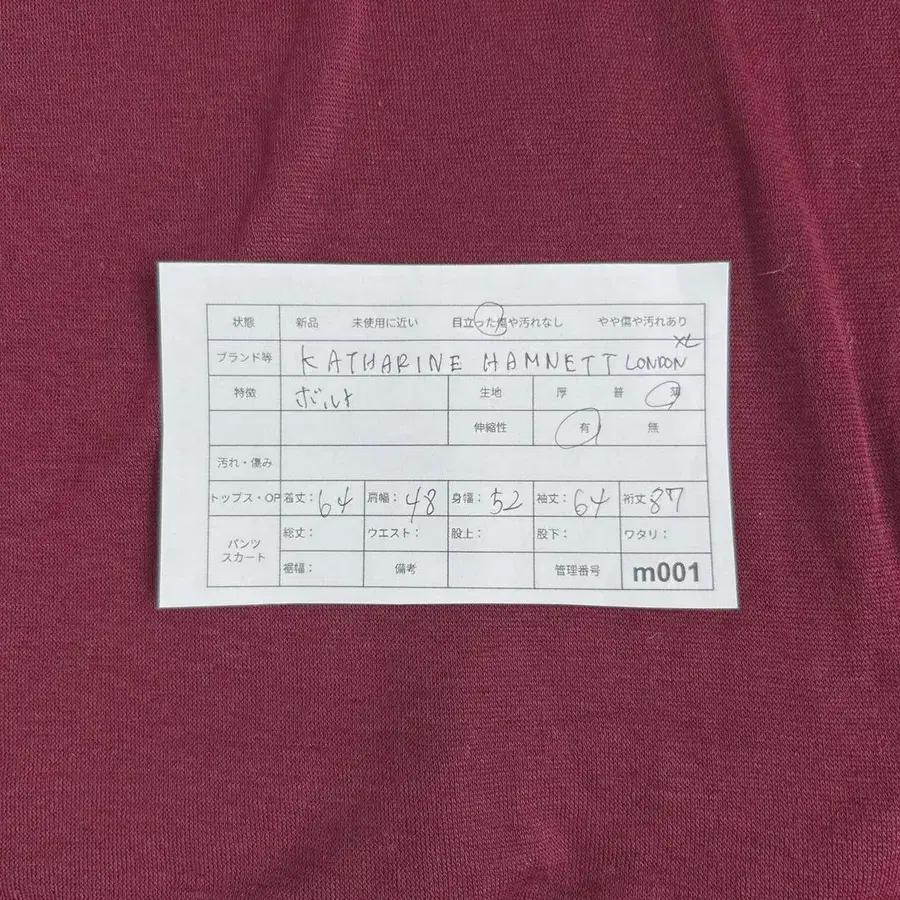 状態 新品 未使用に近い 目立った傷や汚れなし やや傷や汚れあり
XL
ブランド等 KATHARINE HAMNETT LONDON
特徴 ボルト 生地 厚 普 薄
伸縮性 有 無
汚れ・傷み
トップス・OP 着丈：64 肩幅：48 身幅：52 袖丈：64 裄丈：87
パンツ スカート 総丈： ウエスト： 股上： 股下： ワタリ：
裾幅： 備考 管理番号 m001